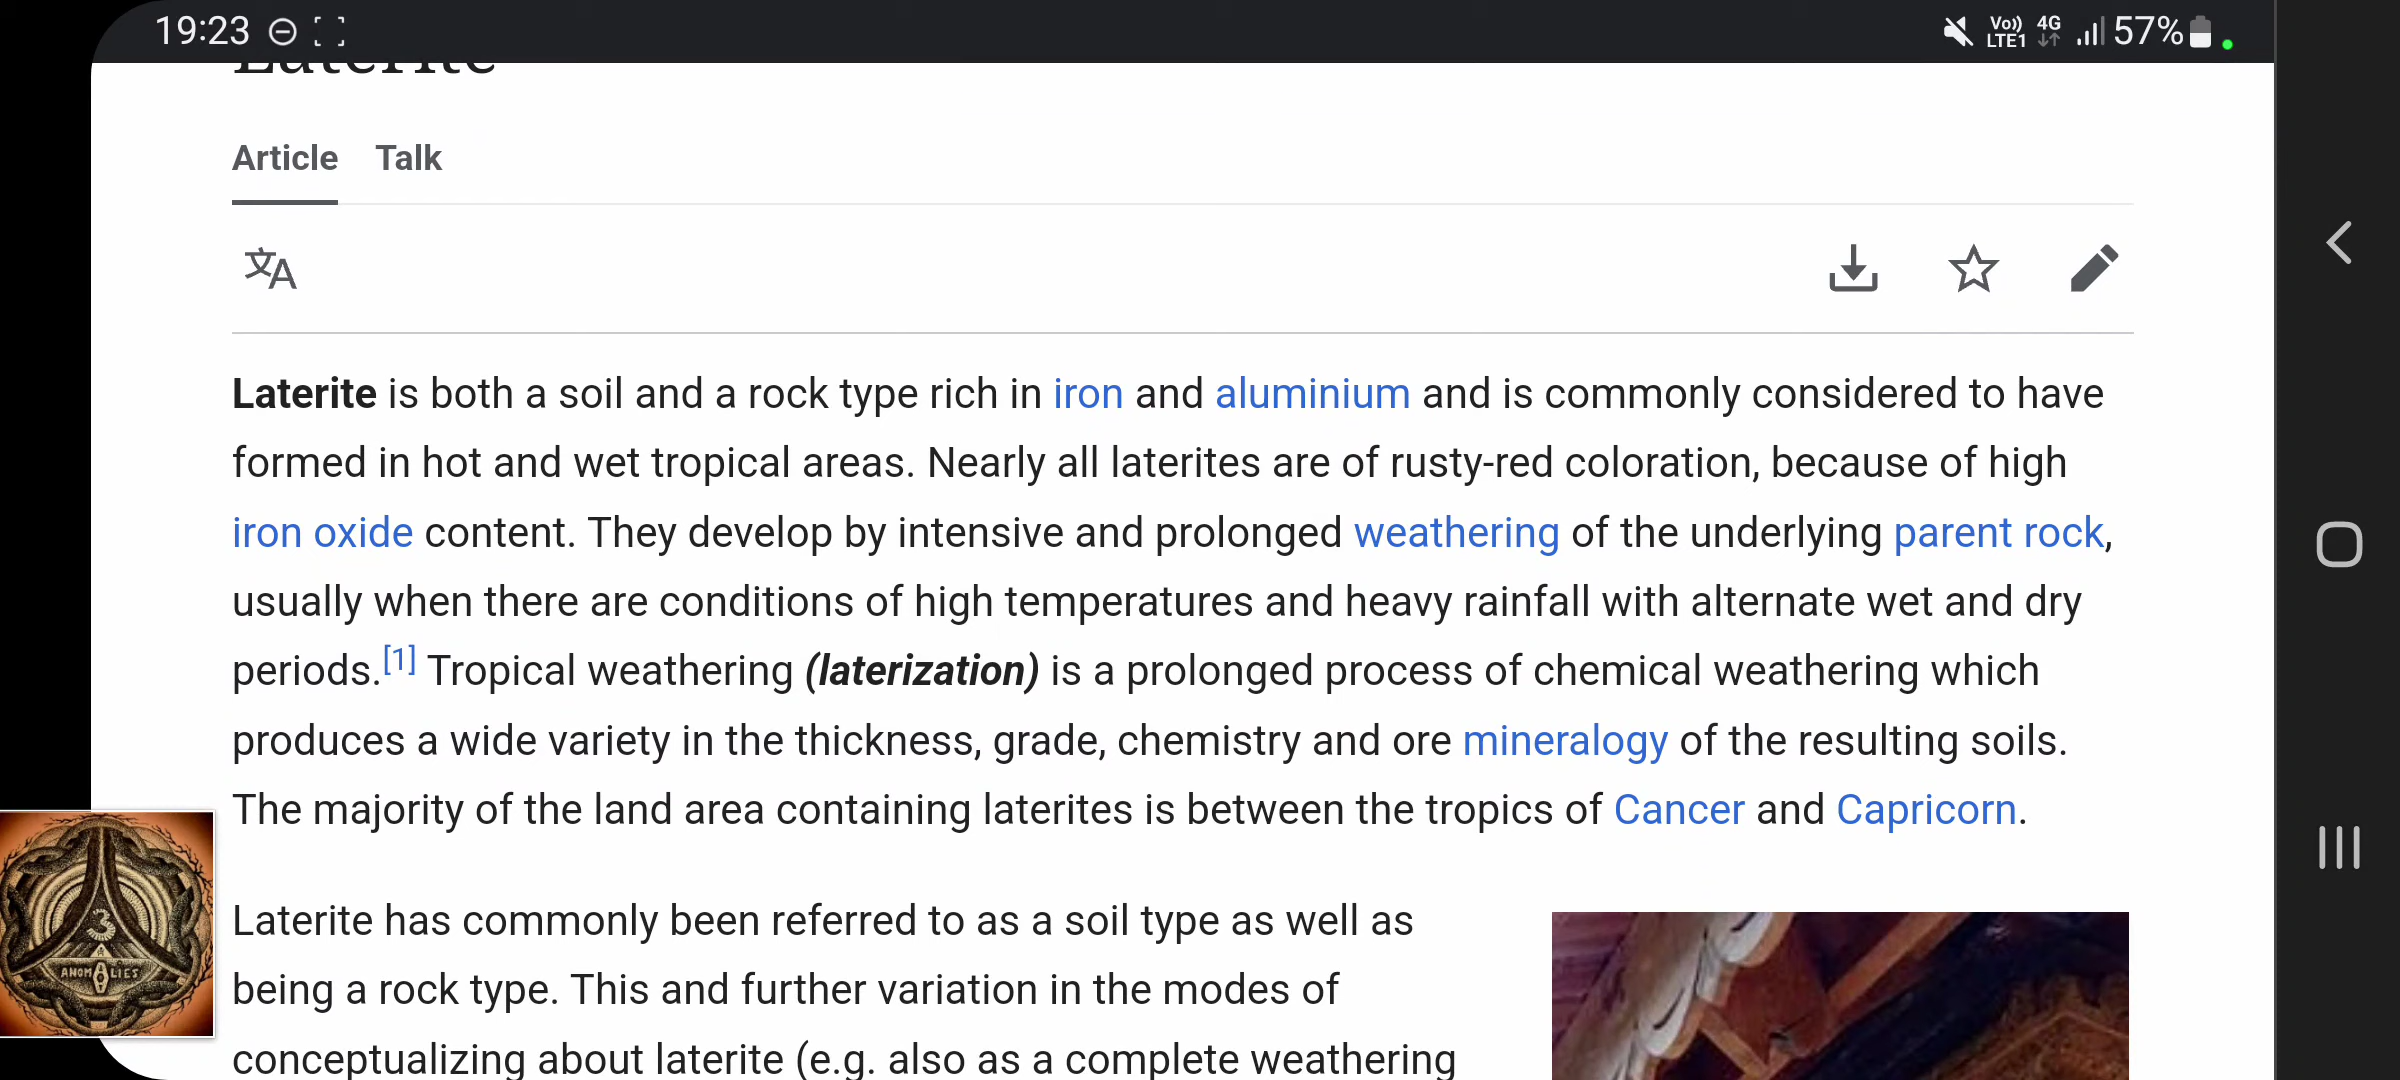 19:23
Vo))
LTE1
4G
57%
Laterite
Article Talk
Laterite is both a soil and a rock type rich in iron and aluminium and is commonly considered to have
formed in hot and wet tropical areas. Nearly all laterites are of rusty-red coloration, because of high
iron oxide content. They develop by intensive and prolonged weathering of the underlying parent rock,
usually when there are conditions of high temperatures and heavy rainfall with alternate wet and dry
periods.[1] Tropical weathering (laterization) is a prolonged process of chemical weathering which
produces a wide variety in the thickness, grade, chemistry and ore mineralogy of the resulting soils.
The majority of the land area containing laterites is between the tropics of Cancer and Capricorn.
Laterite has commonly been referred to as a soil type as well as
being a rock type. This and further variation in the modes of
conceptualizing about laterite (e.g. also as a complete weathering
3
ANOMALIES